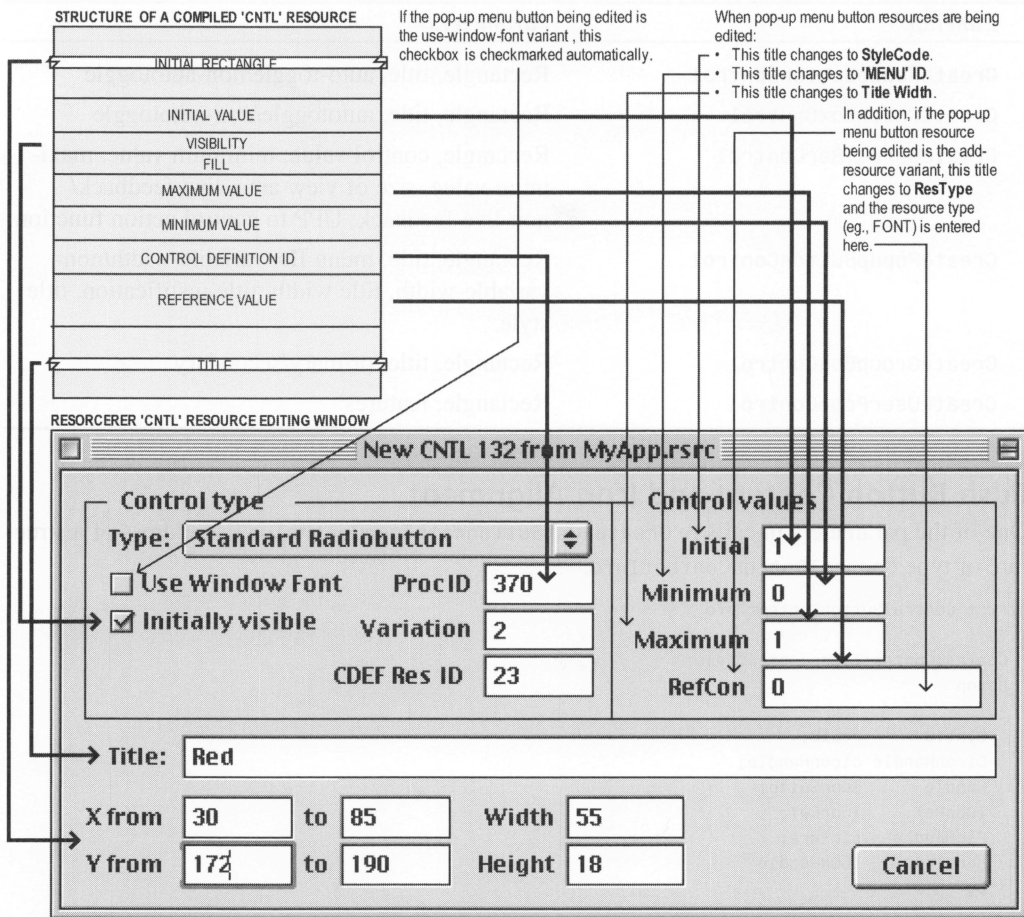 STRUCTURE OF A COMPILED 'CNTL' RESOURCE
INITIAL RECTANGLE
INITIAL VALUE
VISIBILITY
FILL
MAXIMUM VALUE
MINIMUM VALUE
CONTROL DEFINITION ID
REFERENCE VALUE
TITLE
If the pop-up menu button being edited is
the use-window-font variant , this
checkbox is checkmarked automatically.
When pop-up menu button resources are being
edited:
• This title changes to StyleCode.
• This title changes to 'MENU' ID.
• This title changes to Title Width.
In addition, if the pop-up
menu button resource
being edited is the add-
resource variant, this title
changes to ResType
and the resource type
(eg., FONT) is entered
here.
RESORCERER 'CNTL' RESOURCE EDITING WINDOW
New CNTL 132 from MyApp.rsrc
Control type
Type: Standard Radiobutton
Use Window Font
Initially visible
ProcID 370
Variation 2
CDEF Res ID 23
Control values
Initial 1
Minimum 0
Maximum 1
RefCon 0
Title: Red
X from 30 to 85 Width 55
Y from 172 to 190 Height 18
Cancel